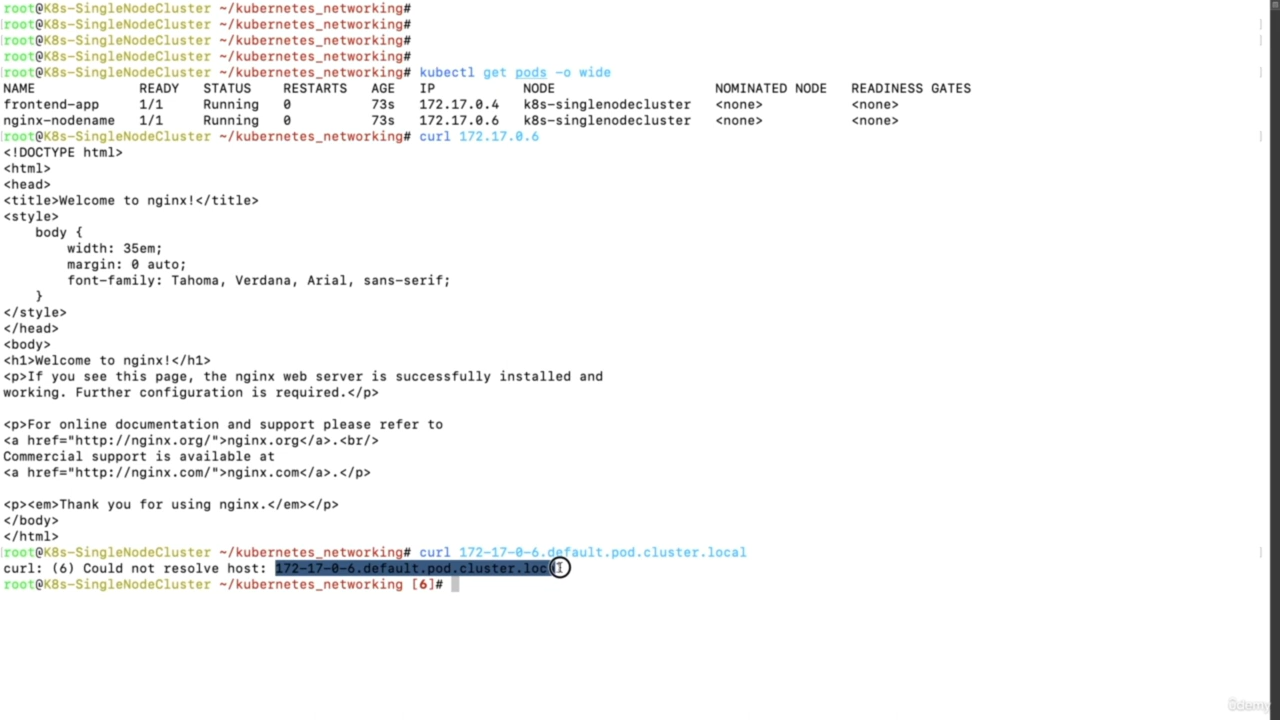 root@K8s-SingleNodeCluster ~/kubernetes_networking#
root@K8s-SingleNodeCluster ~/kubernetes_networking#
root@K8s-SingleNodeCluster ~/kubernetes_networking#
root@K8s-SingleNodeCluster ~/kubernetes_networking#
root@K8s-SingleNodeCluster ~/kubernetes_networking# kubectl get pods -o wide
NAME READY STATUS RESTARTS AGE IP NODE NOMINATED NODE READINESS GATES
frontend-app 1/1 Running 0 73s 172.17.0.4 k8s-singlenodecluster <none> <none>
nginx-nodename 1/1 Running 0 73s 172.17.0.6 k8s-singlenodecluster <none> <none>
root@K8s-SingleNodeCluster ~/kubernetes_networking# curl 172.17.0.6
<!DOCTYPE html>
<html>
<head>
<title>Welcome to nginx!</title>
<style>
    body {
        width: 35em;
        margin: 0 auto;
        font-family: Tahoma, Verdana, Arial, sans-serif;
    }
</style>
</head>
<body>
<h1>Welcome to nginx!</h1>
<p>If you see this page, the nginx web server is successfully installed and
working. Further configuration is required.</p>
<p>For online documentation and support please refer to
<a href="http://nginx.org/">nginx.org</a>.<br/>
Commercial support is available at
<a href="http://nginx.com/">nginx.com</a>.</p>
<p><em>Thank you for using nginx.</em></p>
</body>
</html>
root@K8s-SingleNodeCluster ~/kubernetes_networking# curl 172-17-0-6.default.pod.cluster.local
curl: (6) Could not resolve host: 172-17-0-6.default.pod.cluster.loc
root@K8s-SingleNodeCluster ~/kubernetes_networking [6]#
ûdemy